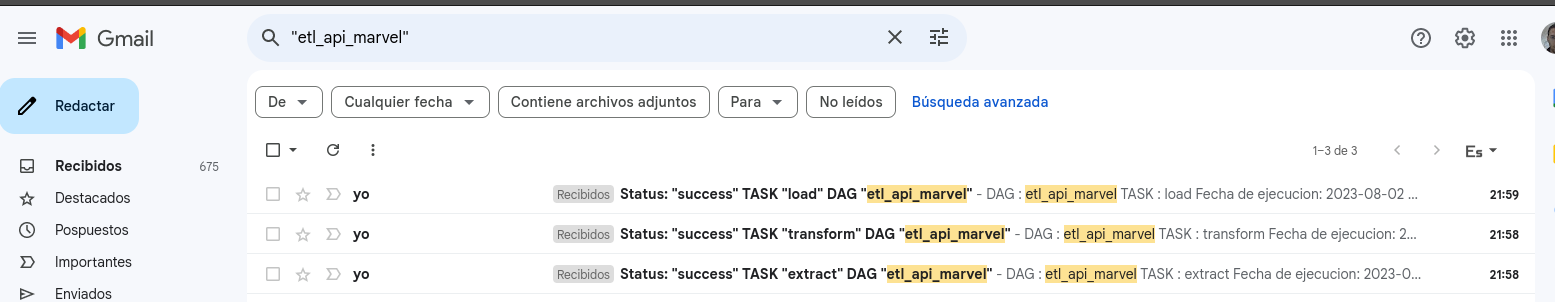 Gmail
"etl_api_marvel"
Redactar
De
Cualquier fecha
Contiene archivos adjuntos
Para
No leídos
Búsqueda avanzada
1–3 de 3
Es
Recibidos 675
Destacados
Pospuestos
Importantes
Enviados
yo Recibidos Status: "success" TASK "load" DAG "etl_api_marvel" - DAG : etl_api_marvel TASK : load Fecha de ejecucion: 2023-08-02 ... 21:59
yo Recibidos Status: "success" TASK "transform" DAG "etl_api_marvel" - DAG : etl_api_marvel TASK : transform Fecha de ejecucion: 2... 21:58
yo Recibidos Status: "success" TASK "extract" DAG "etl_api_marvel" - DAG : etl_api_marvel TASK : extract Fecha de ejecucion: 2023-0... 21:58